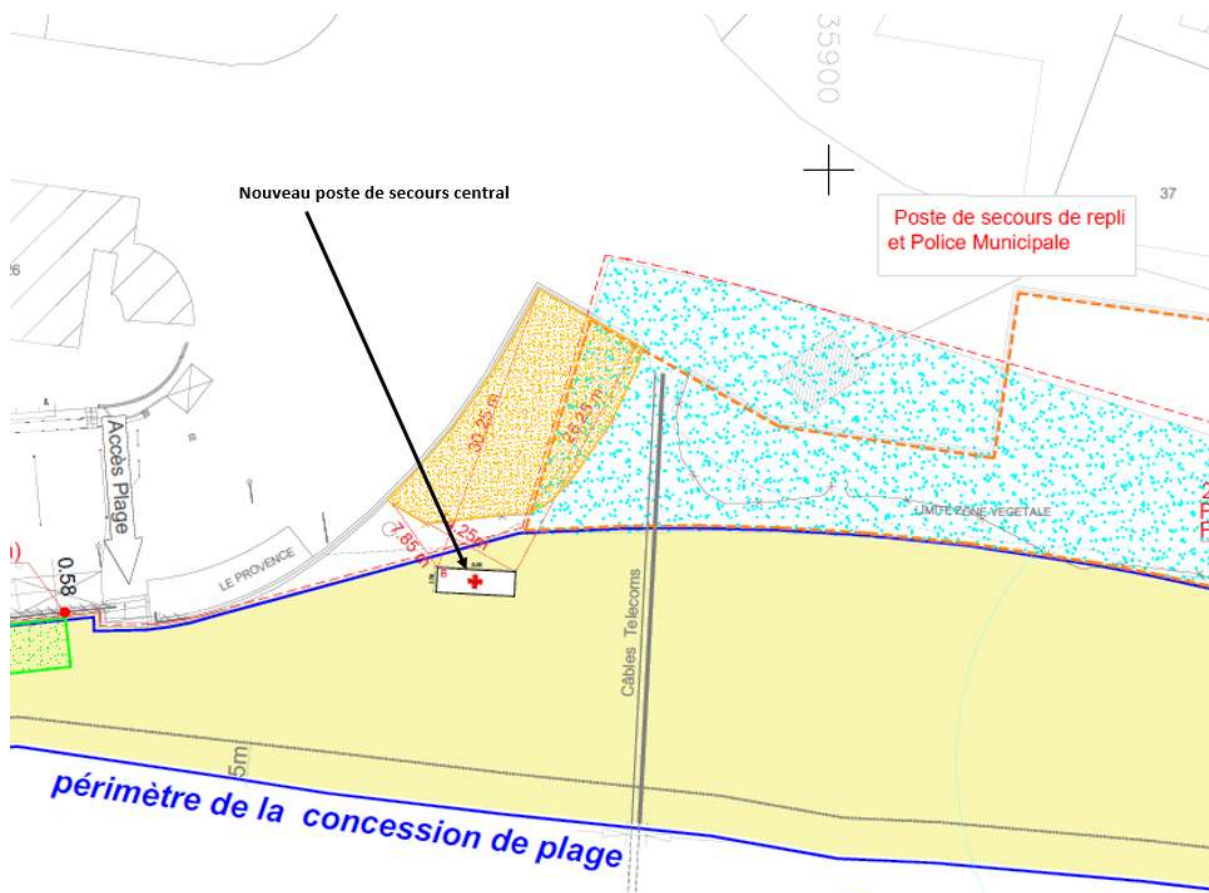 35900
37
Nouveau poste de secours central
Poste de secours de repli
et Police Municipale
26
30.25 m
26.25 m
Accès Plage
7.85 m
.25m
LIMITE ZONE VEGETALE
LE PROVENCE
0.58
Câbles Telecoms
5m
périmètre de la concession de plage